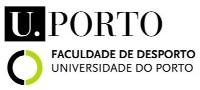 U. PORTO
FACULDADE DE DESPORTO
UNIVERSIDADE DO PORTO